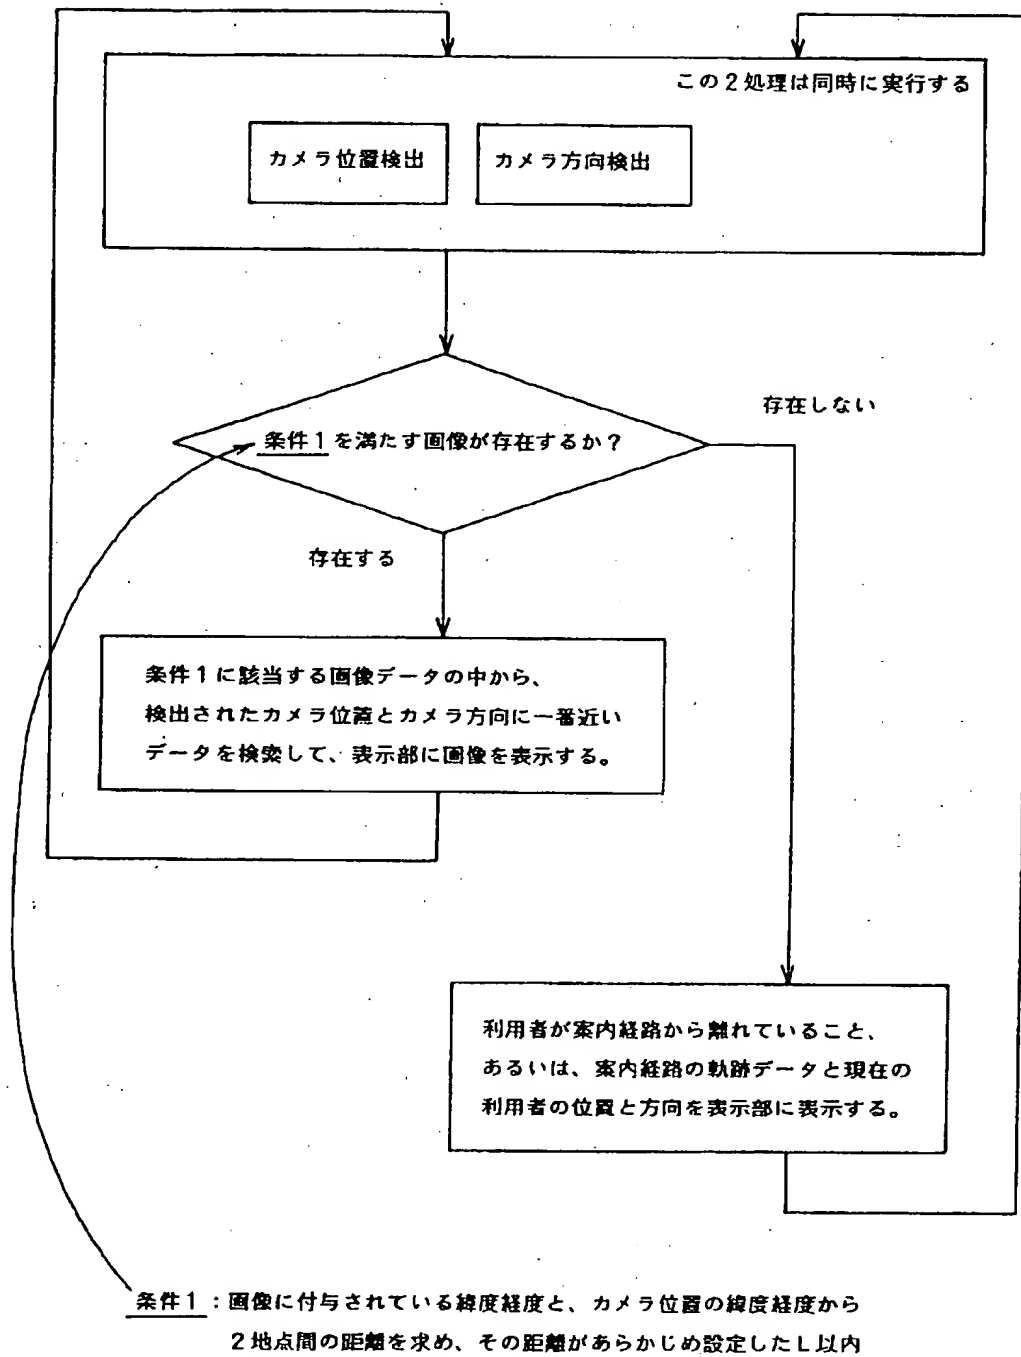 この2処理は同時に実行する
カメラ位置検出
カメラ方向検出
存在しない
条件1を満たす画像が存在するか?
存在する
条件1に該当する画像データの中から、
検出されたカメラ位置とカメラ方向に一番近い
データを検索して、表示部に画像を表示する。
利用者が案内経路から離れていること、
あるいは、案内経路の軌跡データと現在の
利用者の位置と方向を表示部に表示する。
条件1:画像に付与されている緯度経度と、カメラ位置の緯度経度から
2地点間の距離を求め、その距離があらかじめ設定したL以内